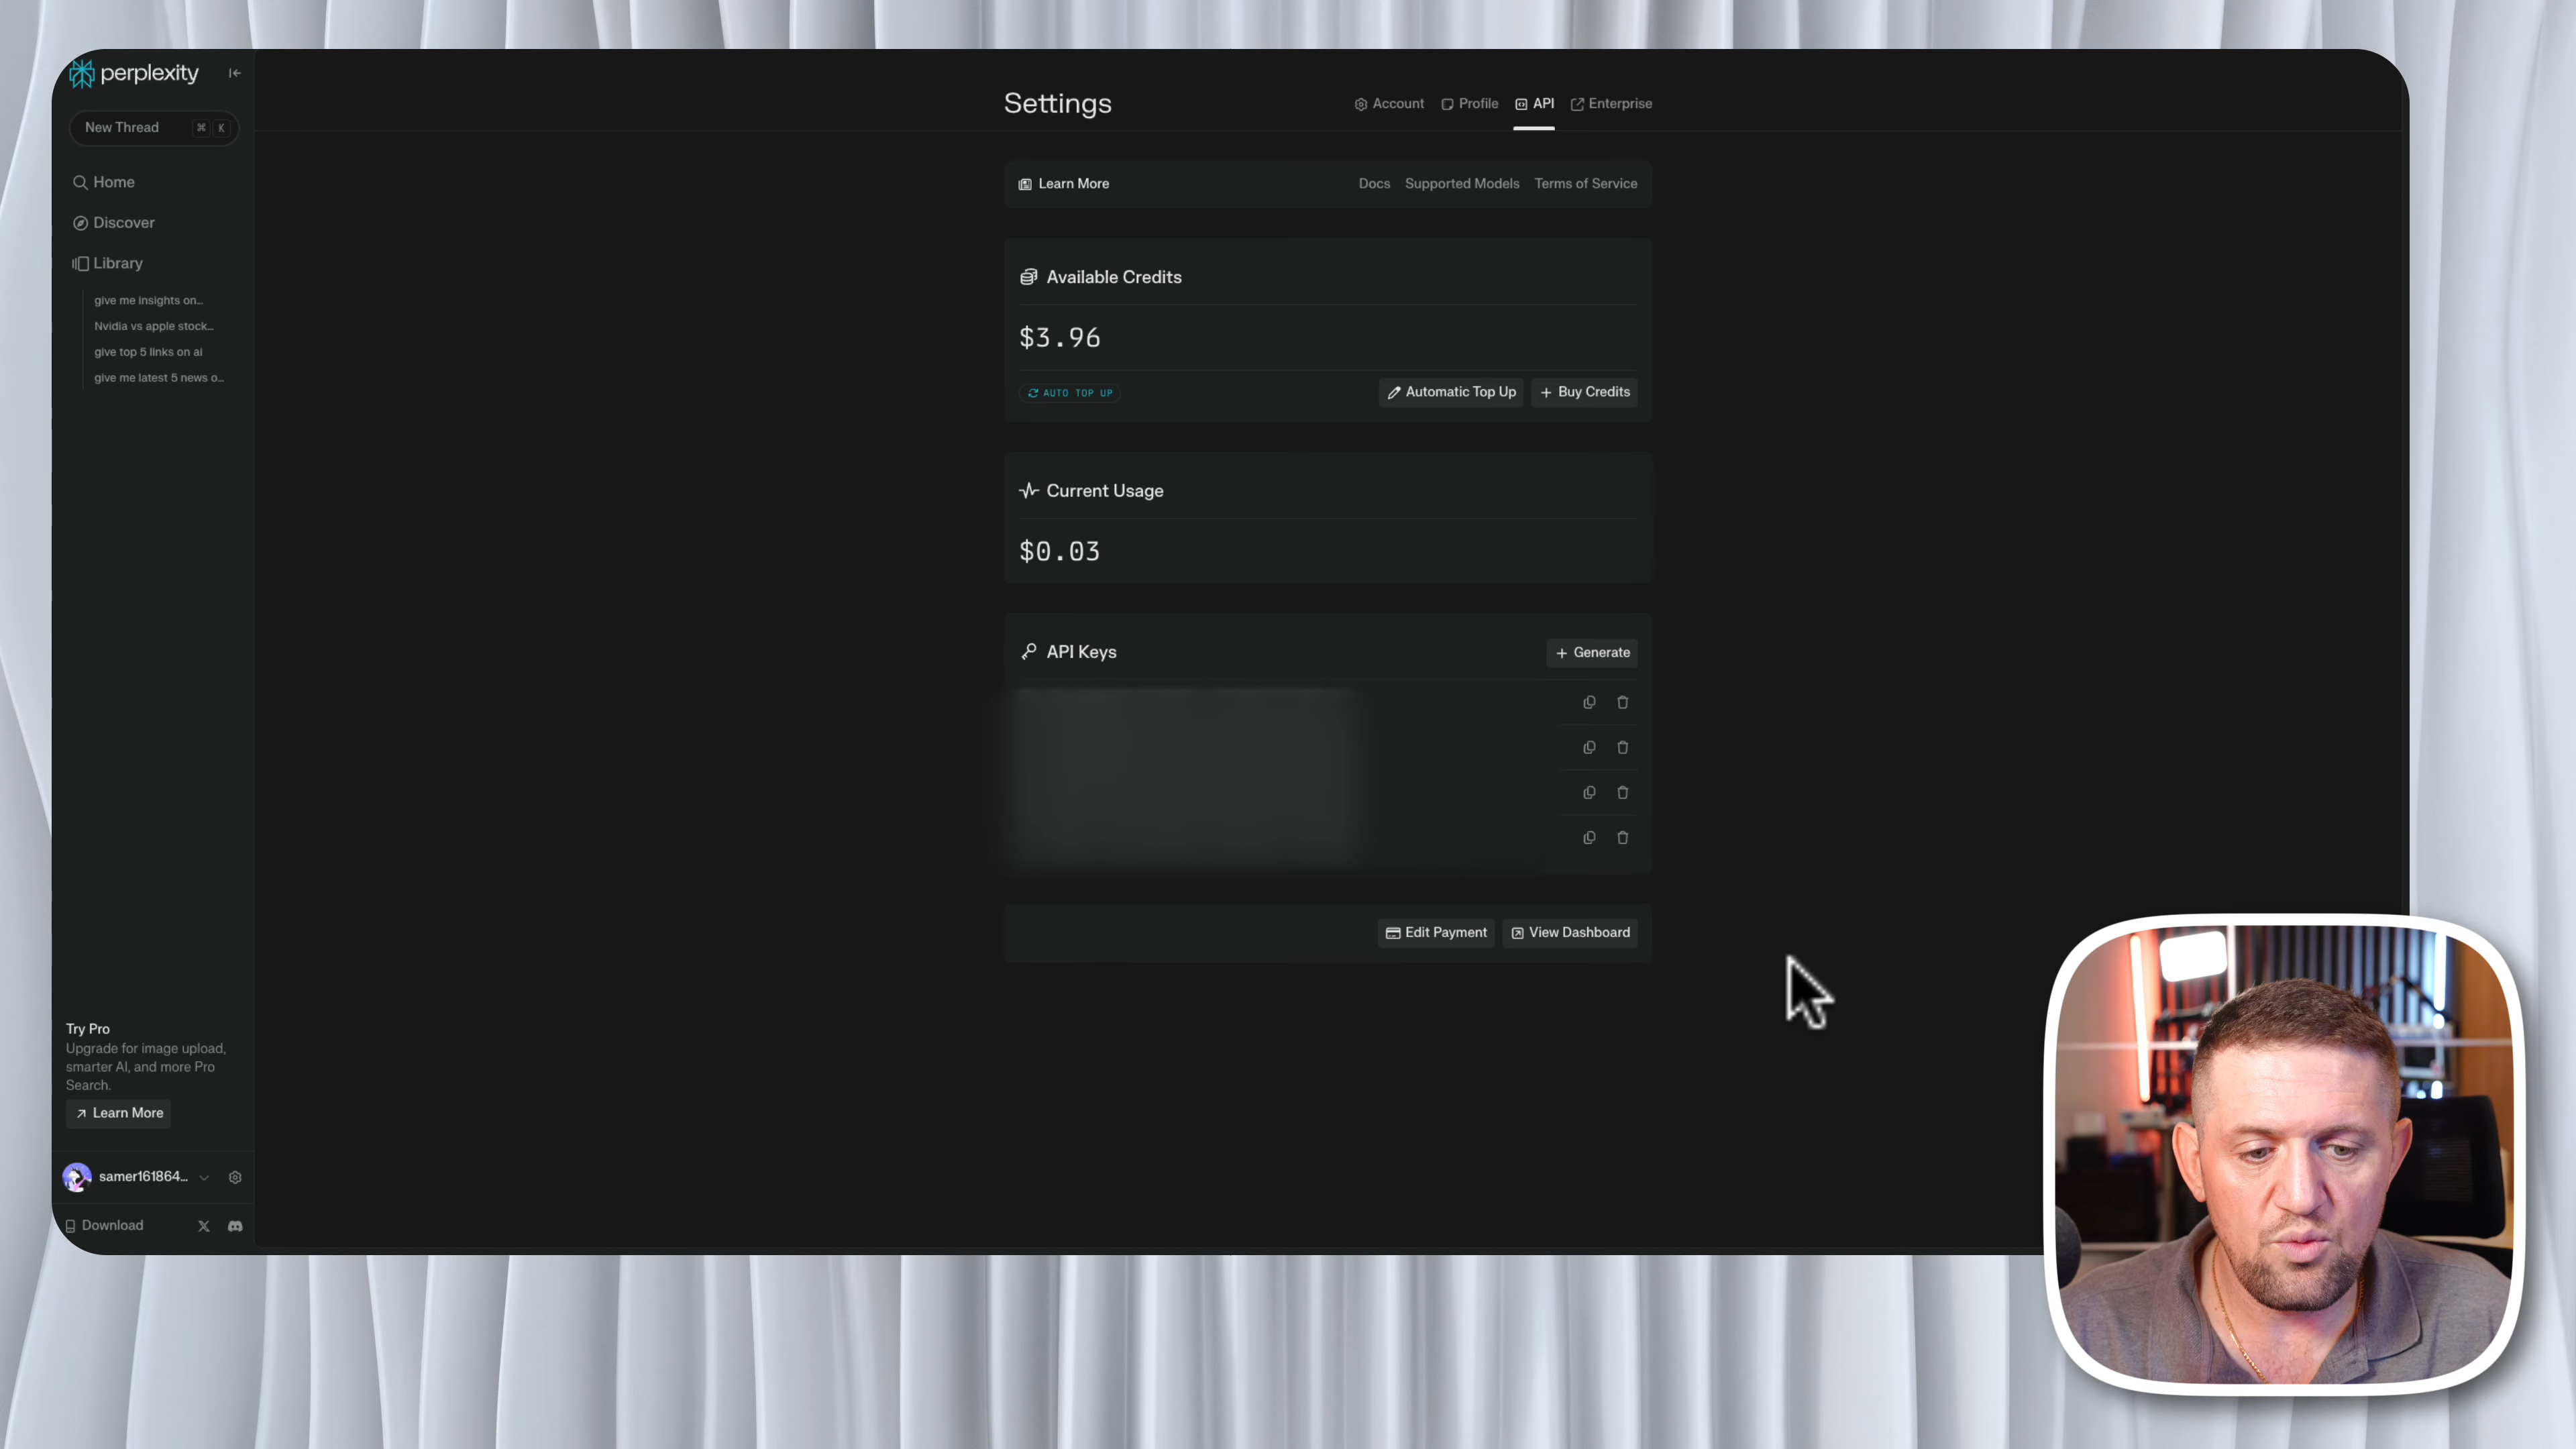 perplexity
New Thread ⌘ K
Home
Discover
Library
give me insights on…
Nvidia vs apple stock…
give top 5 links on ai
give me latest 5 news o…
Try Pro
Upgrade for image upload,
smarter AI, and more Pro
Search.
Learn More
samer161864…
Download
Settings
Account Profile API Enterprise
Learn More Docs Supported Models Terms of Service
Available Credits
$3.96
AUTO TOP UP Automatic Top Up + Buy Credits
Current Usage
$0.03
API Keys + Generate
Edit Payment View Dashboard